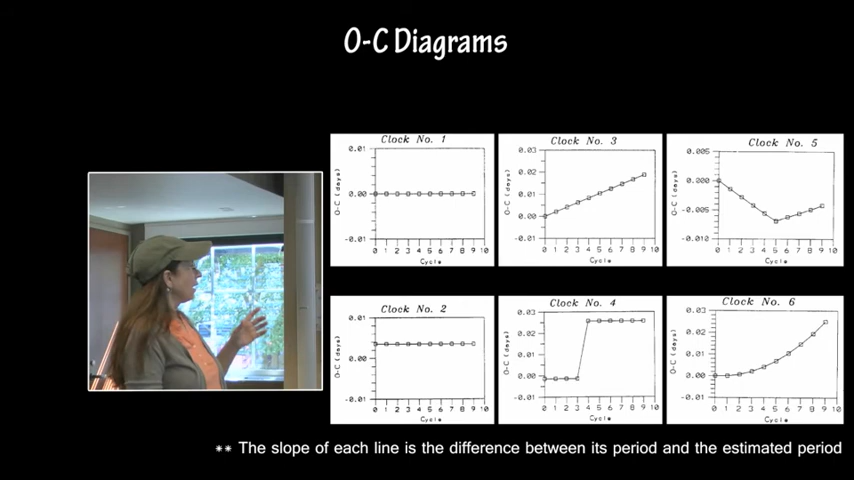 O-C Diagrams
Clock No. 1
0.01
0.00
-0.01
O-C (days)
0 1 2 3 4 5 6 7 8 9 10
Cycle
Clock No. 3
0.03
0.02
0.01
0.00
-0.01
O-C (days)
0 1 2 3 4 5 6 7 8 9 10
Cycle
Clock No. 5
0.005
0.000
-0.005
-0.010
O-C (days)
0 1 2 3 4 5 6 7 8 9 10
Cycle
Clock No. 2
0.01
0.00
-0.01
O-C (days)
0 1 2 3 4 5 6 7 8 9 10
Cycle
Clock No. 4
0.03
0.02
0.01
0.00
-0.01
O-C (days)
0 1 2 3 4 5 6 7 8 9 10
Cycle
Clock No. 6
0.03
0.02
0.01
0.00
-0.01
O-C (days)
0 1 2 3 4 5 6 7 8 9 10
Cycle
** The slope of each line is the difference between its period and the estimated period